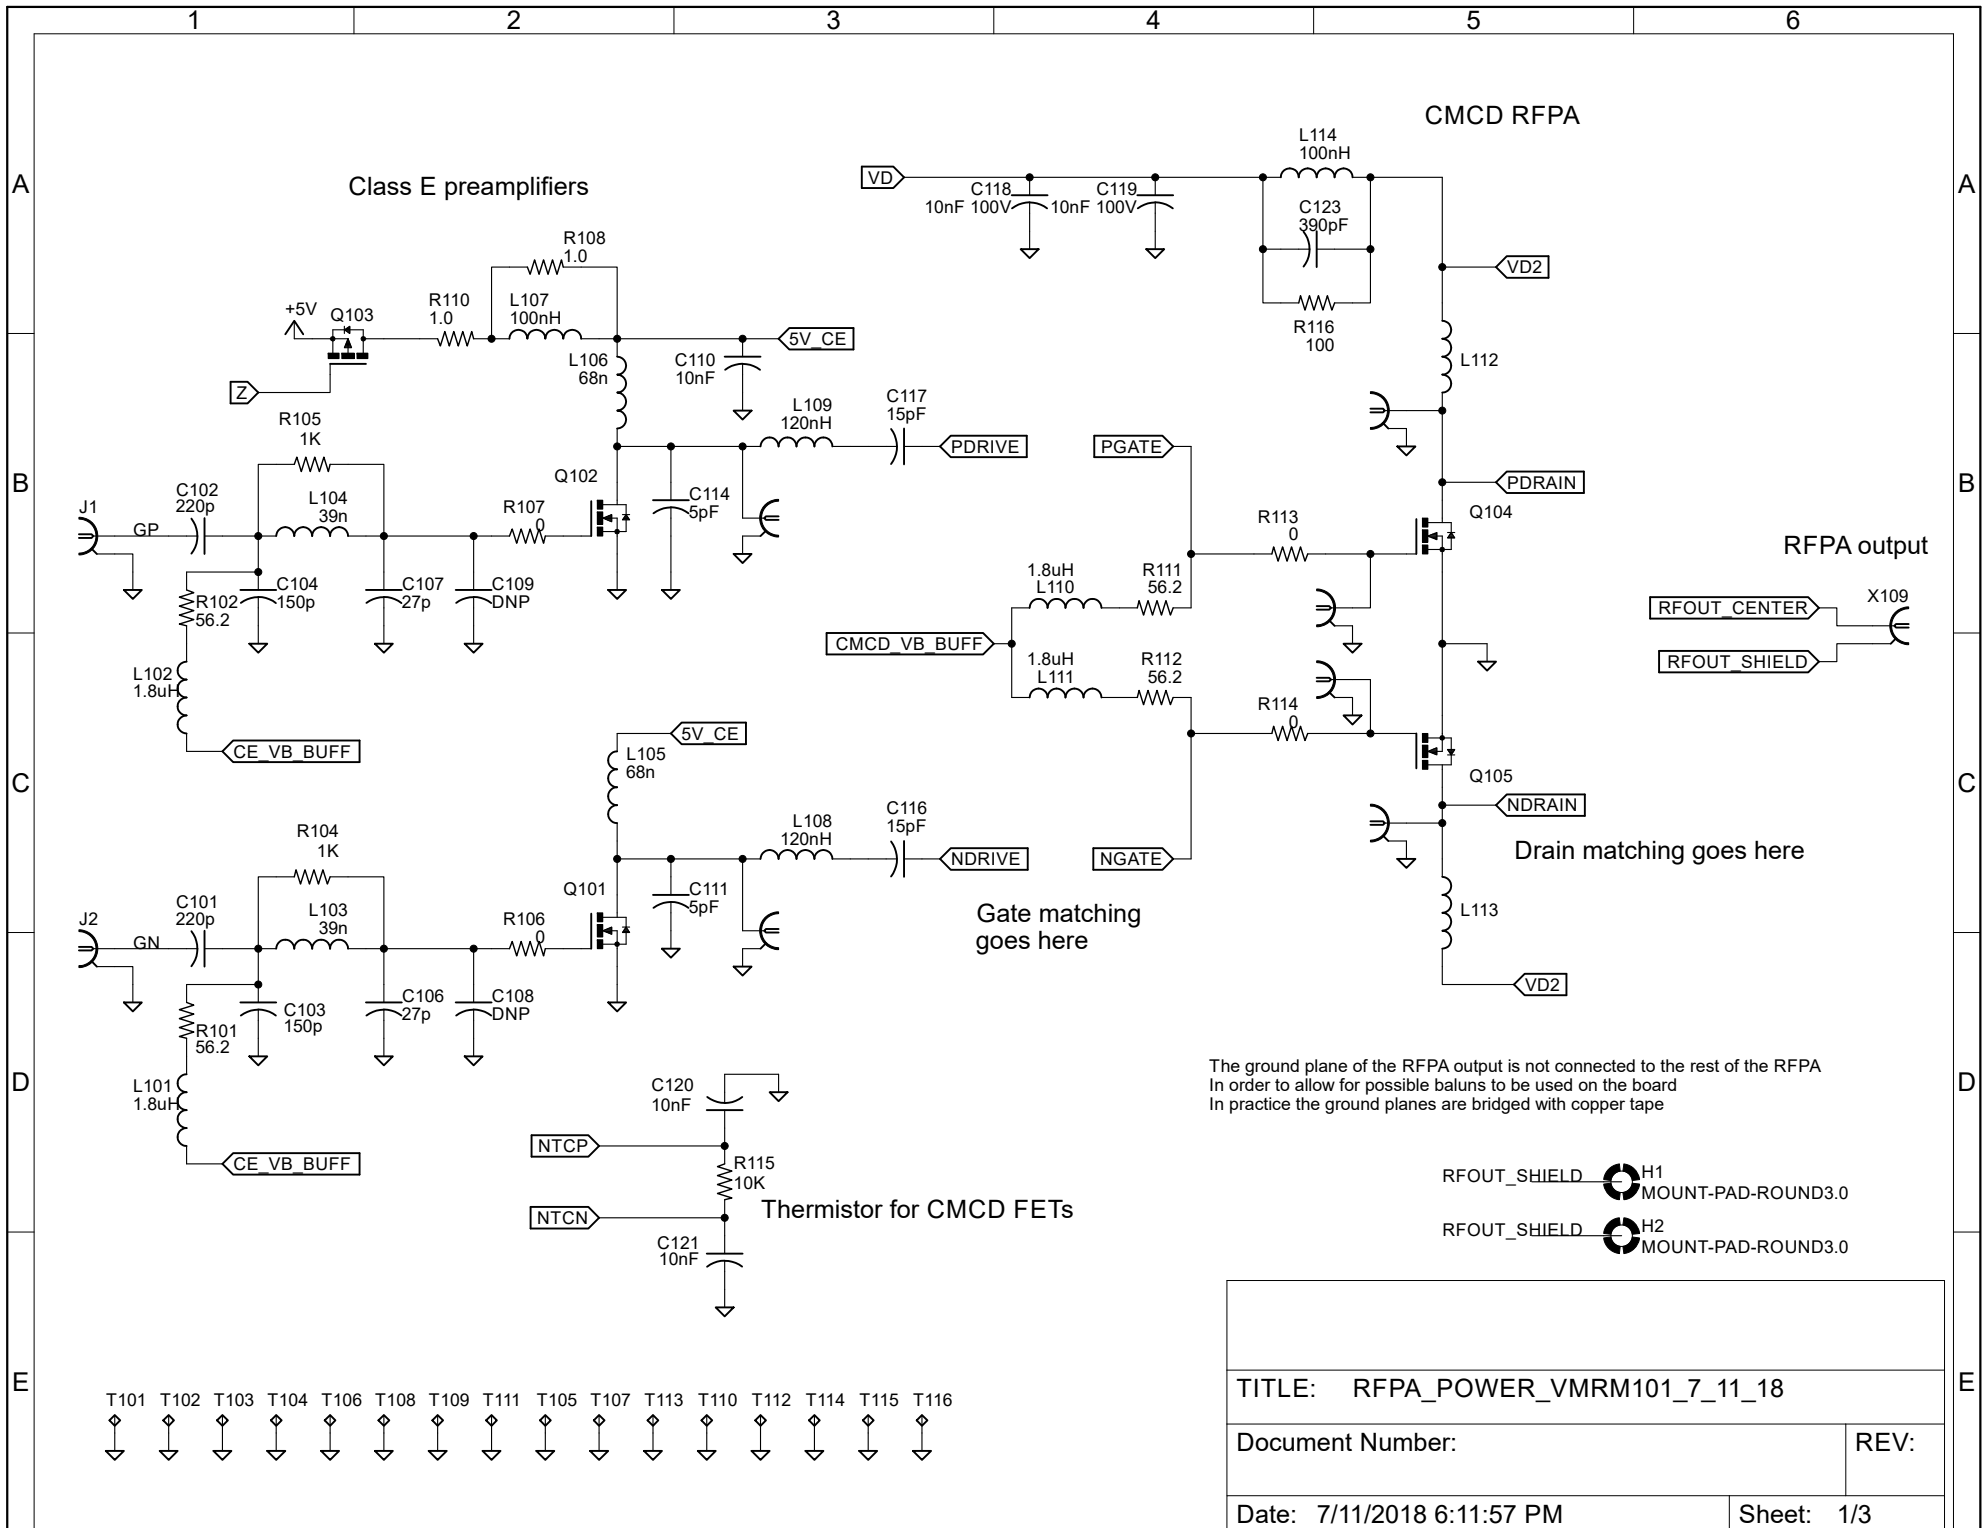 1 2 3 4 5 6
A A
B B
C C
D D
E E
CMCD RFPA
Class E preamplifiers
VD
C118
10nF 100V
C119
10nF 100V
L114
100nH
C123
390pF
R116
100
VD2
L112
R108
1.0
+5V
Q103
R110
1.0
L107
100nH
5V_CE
Z
L106
68n
C110
10nF
R105
1K
L109
120nH
C117
15pF
PDRIVE
PGATE
PDRAIN
Q104
J1
GP
C102
220p
L104
39n
R107
0
Q102
C114
5pF
R113
0
RFPA output
R102
56.2
C104
150p
C107
27p
C109
DNP
1.8uH
L110
R111
56.2
RFOUT_CENTER
X109
CMCD_VB_BUFF
RFOUT_SHIELD
L102
1.8uH
CE_VB_BUFF
1.8uH
L111
R112
56.2
R114
0
5V_CE
L105
68n
Q105
NDRAIN
Drain matching goes here
R104
1K
L108
120nH
C116
15pF
NDRIVE
NGATE
J2
GN
C101
220p
L103
39n
R106
0
Q101
C111
5pF
Gate matching
goes here
L113
VD2
R101
56.2
C103
150p
C106
27p
C108
DNP
L101
1.8uH
CE_VB_BUFF
The ground plane of the RFPA output is not connected to the rest of the RFPA
In order to allow for possible baluns to be used on the board
In practice the ground planes are bridged with copper tape
C120
10nF
NTCP
R115
10K
NTCN
Thermistor for CMCD FETs
C121
10nF
RFOUT_SHIELD
H1
MOUNT-PAD-ROUND3.0
RFOUT_SHIELD
H2
MOUNT-PAD-ROUND3.0
T101 T102 T103 T104 T106 T108 T109 T111 T105 T107 T113 T110 T112 T114 T115 T116
TITLE: RFPA_POWER_VMRM101_7_11_18
Document Number:
REV:
Date: 7/11/2018 6:11:57 PM
Sheet: 1/3